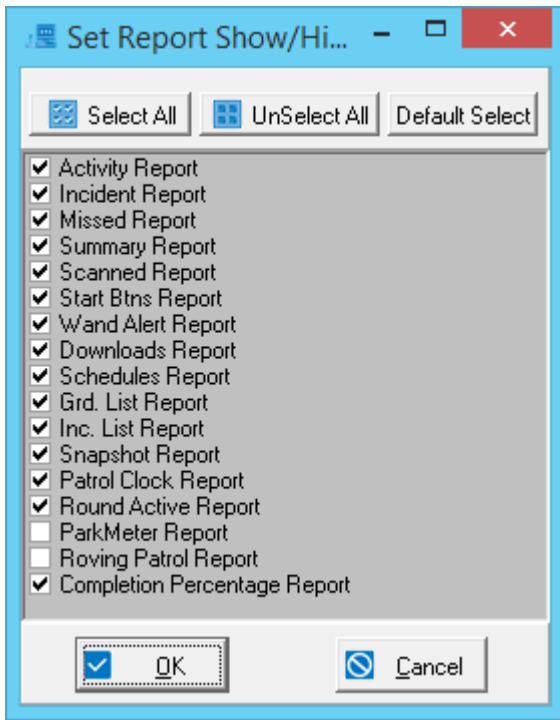 Set Report Show/Hi...
Select All UnSelect All Default Select
Activity Report
Incident Report
Missed Report
Summary Report
Scanned Report
Start Btns Report
Wand Alert Report
Downloads Report
Schedules Report
Grd. List Report
Inc. List Report
Snapshot Report
Patrol Clock Report
Round Active Report
ParkMeter Report
Roving Patrol Report
Completion Percentage Report
OK Cancel